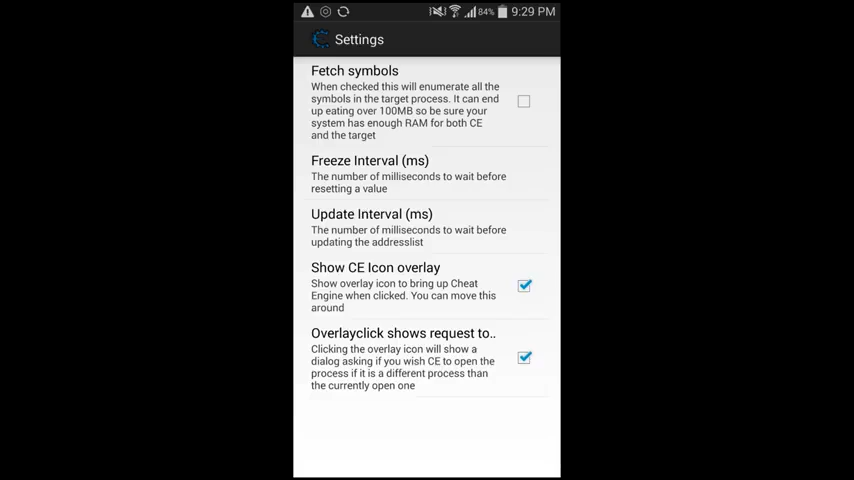 84% 9:29 PM
Settings
Fetch symbols
When checked this will enumerate all the
symbols in the target process. It can end
up eating over 100MB so be sure your
system has enough RAM for both CE
and the target
Freeze Interval (ms)
The number of milliseconds to wait before
resetting a value
Update Interval (ms)
The number of milliseconds to wait before
updating the addresslist
Show CE Icon overlay
Show overlay icon to bring up Cheat
Engine when clicked. You can move this
around
Overlayclick shows request to..
Clicking the overlay icon will show a
dialog asking if you wish CE to open the
process if it is a different process than
the currently open one